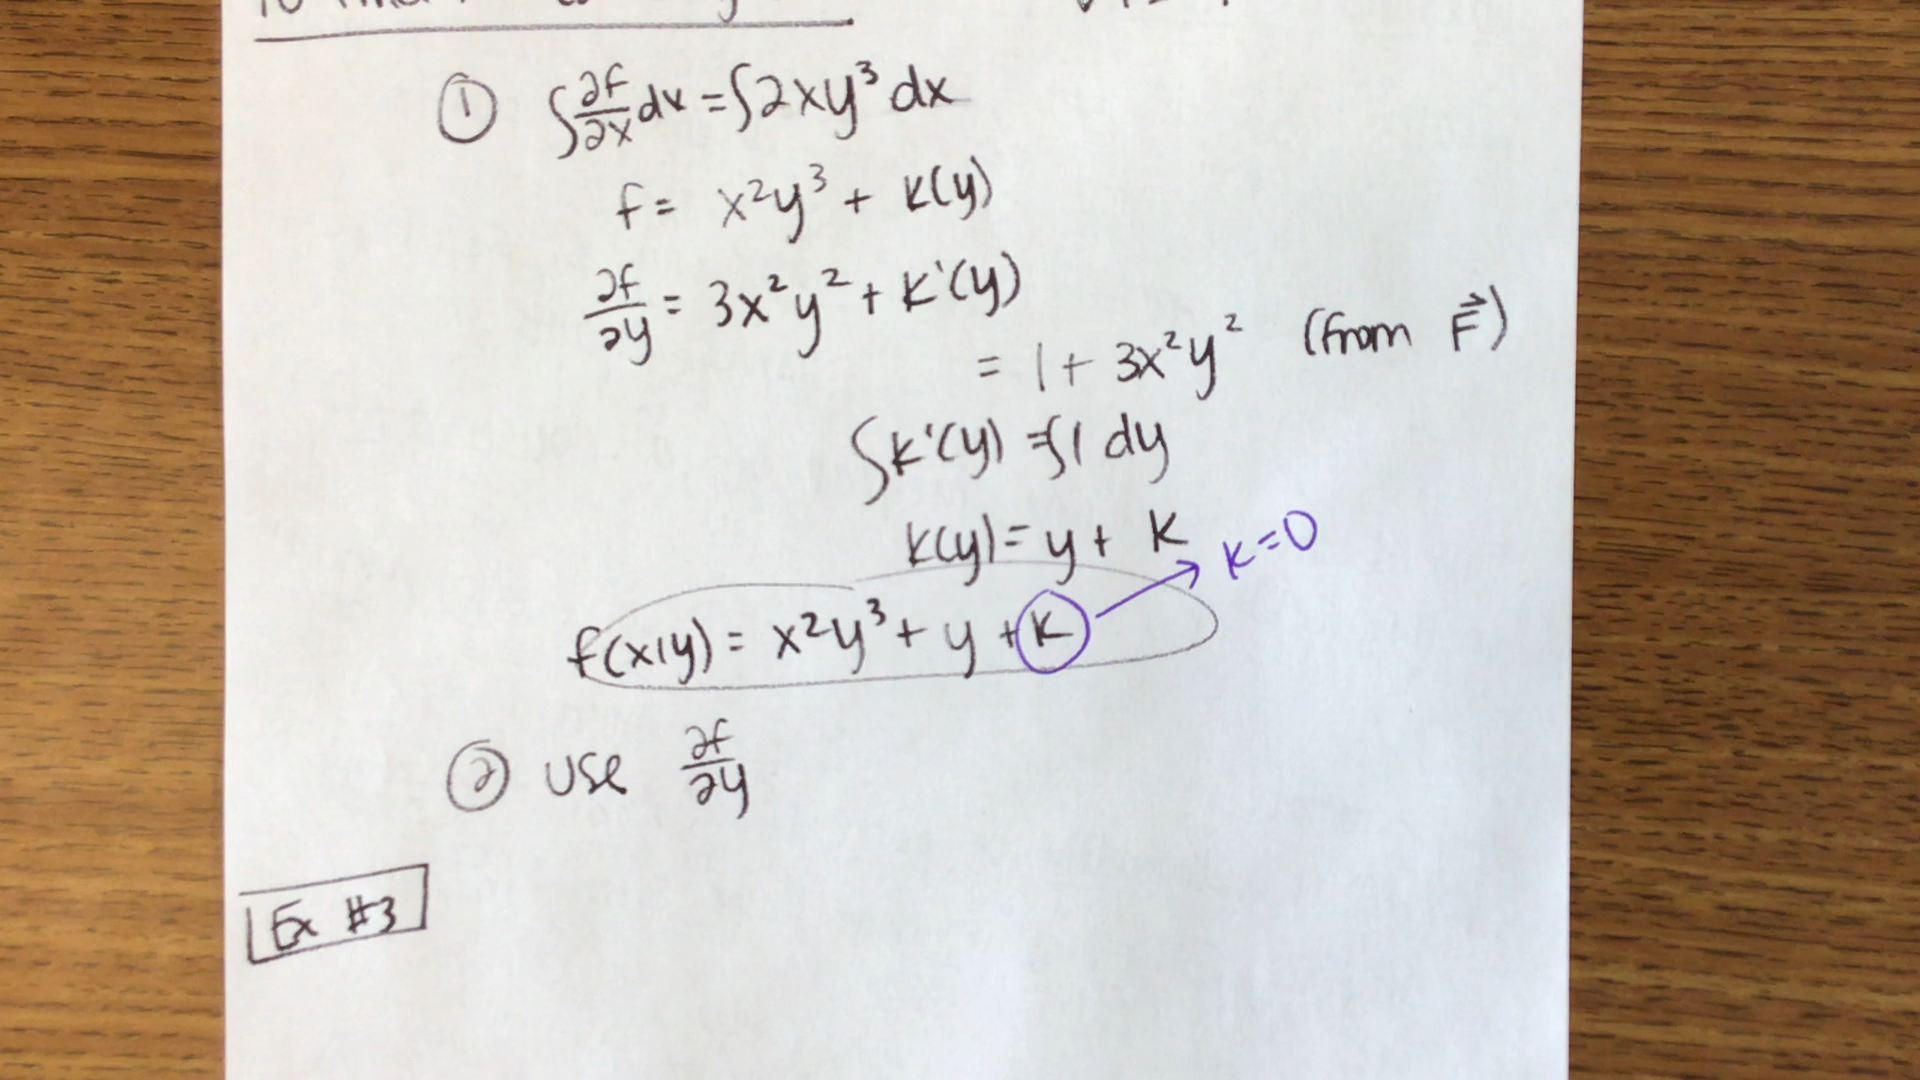 ① ∫ ∂f/∂x dx = ∫2xy³ dx
f = x²y³ + k(y)
∂f/∂y = 3x²y² + k'(y)
= 1 + 3x²y² (from F⃗)
∫k'(y) = ∫1 dy
k(y) = y + k
k=0
f(x,y) = x²y³ + y + k
② use ∂f/∂y
Ex #3